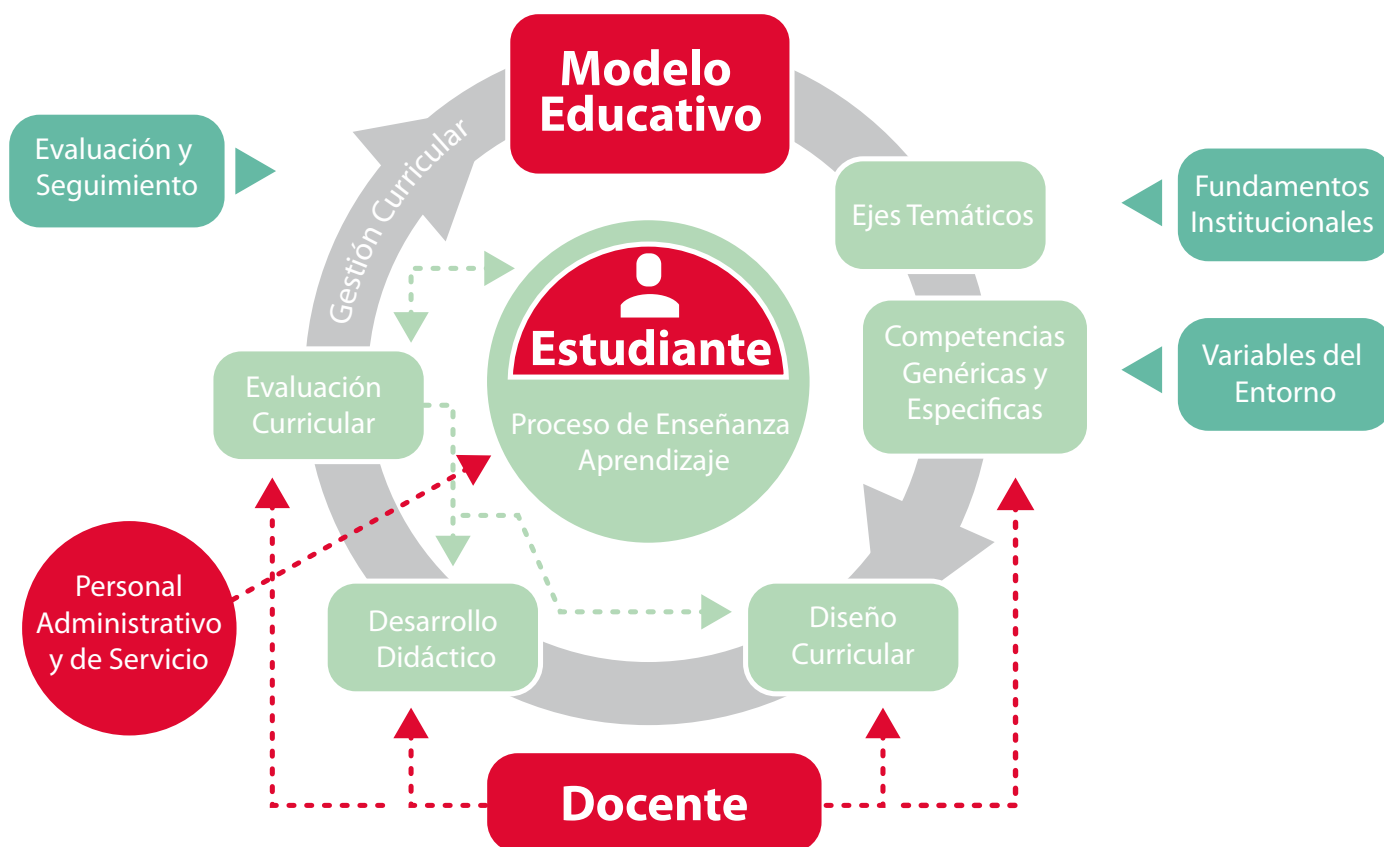 Modelo
Educativo
Evaluación y
Seguimiento
Gestión Curricular
Ejes Temáticos
Fundamentos
Institucionales
Estudiante
Proceso de Enseñanza
Aprendizaje
Competencias
Genéricas y
Especificas
Variables del
Entorno
Evaluación
Curricular
Personal
Administrativo
y de Servicio
Desarrollo
Didáctico
Diseño
Curricular
Docente